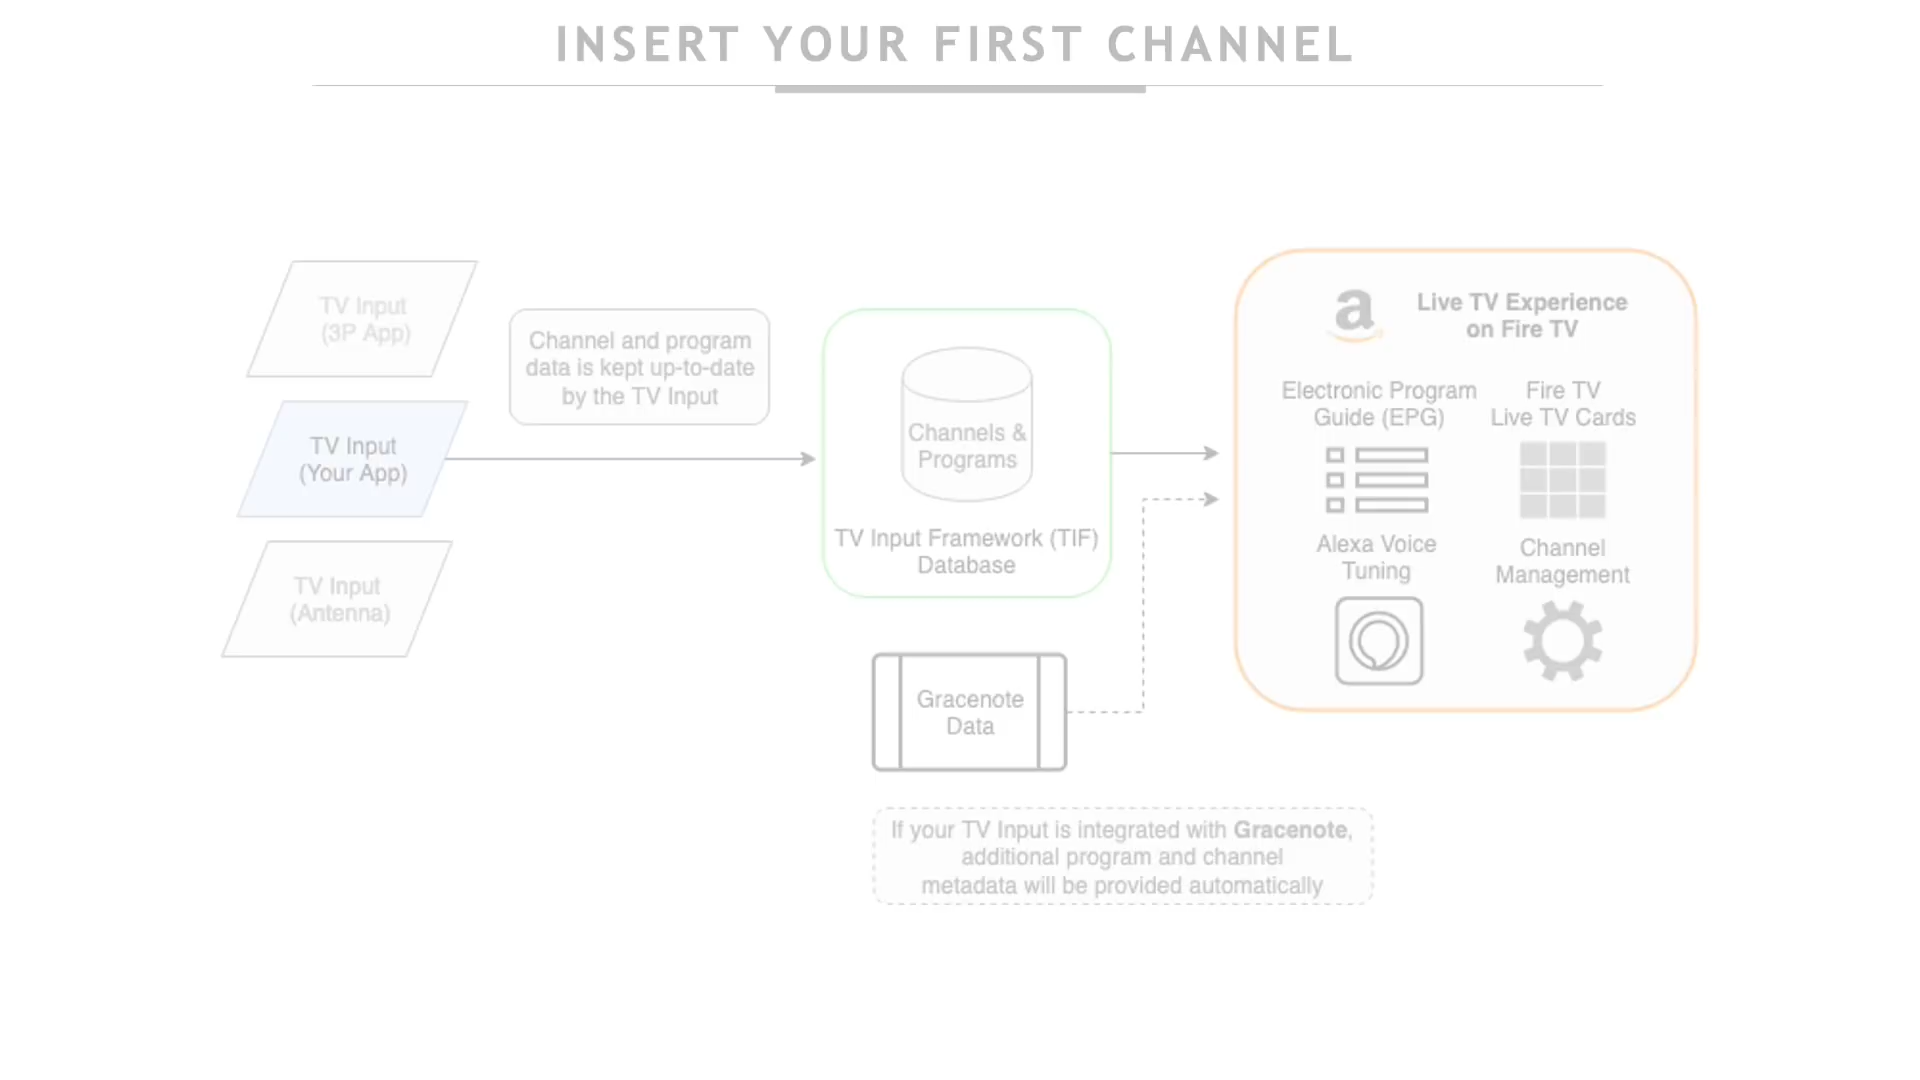 INSERT YOUR FIRST CHANNEL
TV Input
(3P App)
TV Input
(Your App)
TV Input
(Antenna)
Channel and program
data is kept up-to-date
by the TV Input
Channels &
Programs
TV Input Framework (TIF)
Database
Gracenote
Data
If your TV Input is integrated with Gracenote,
additional program and channel
metadata will be provided automatically
a
Live TV Experience
on Fire TV
Electronic Program
Guide (EPG)
Fire TV
Live TV Cards
Alexa Voice
Tuning
Channel
Management